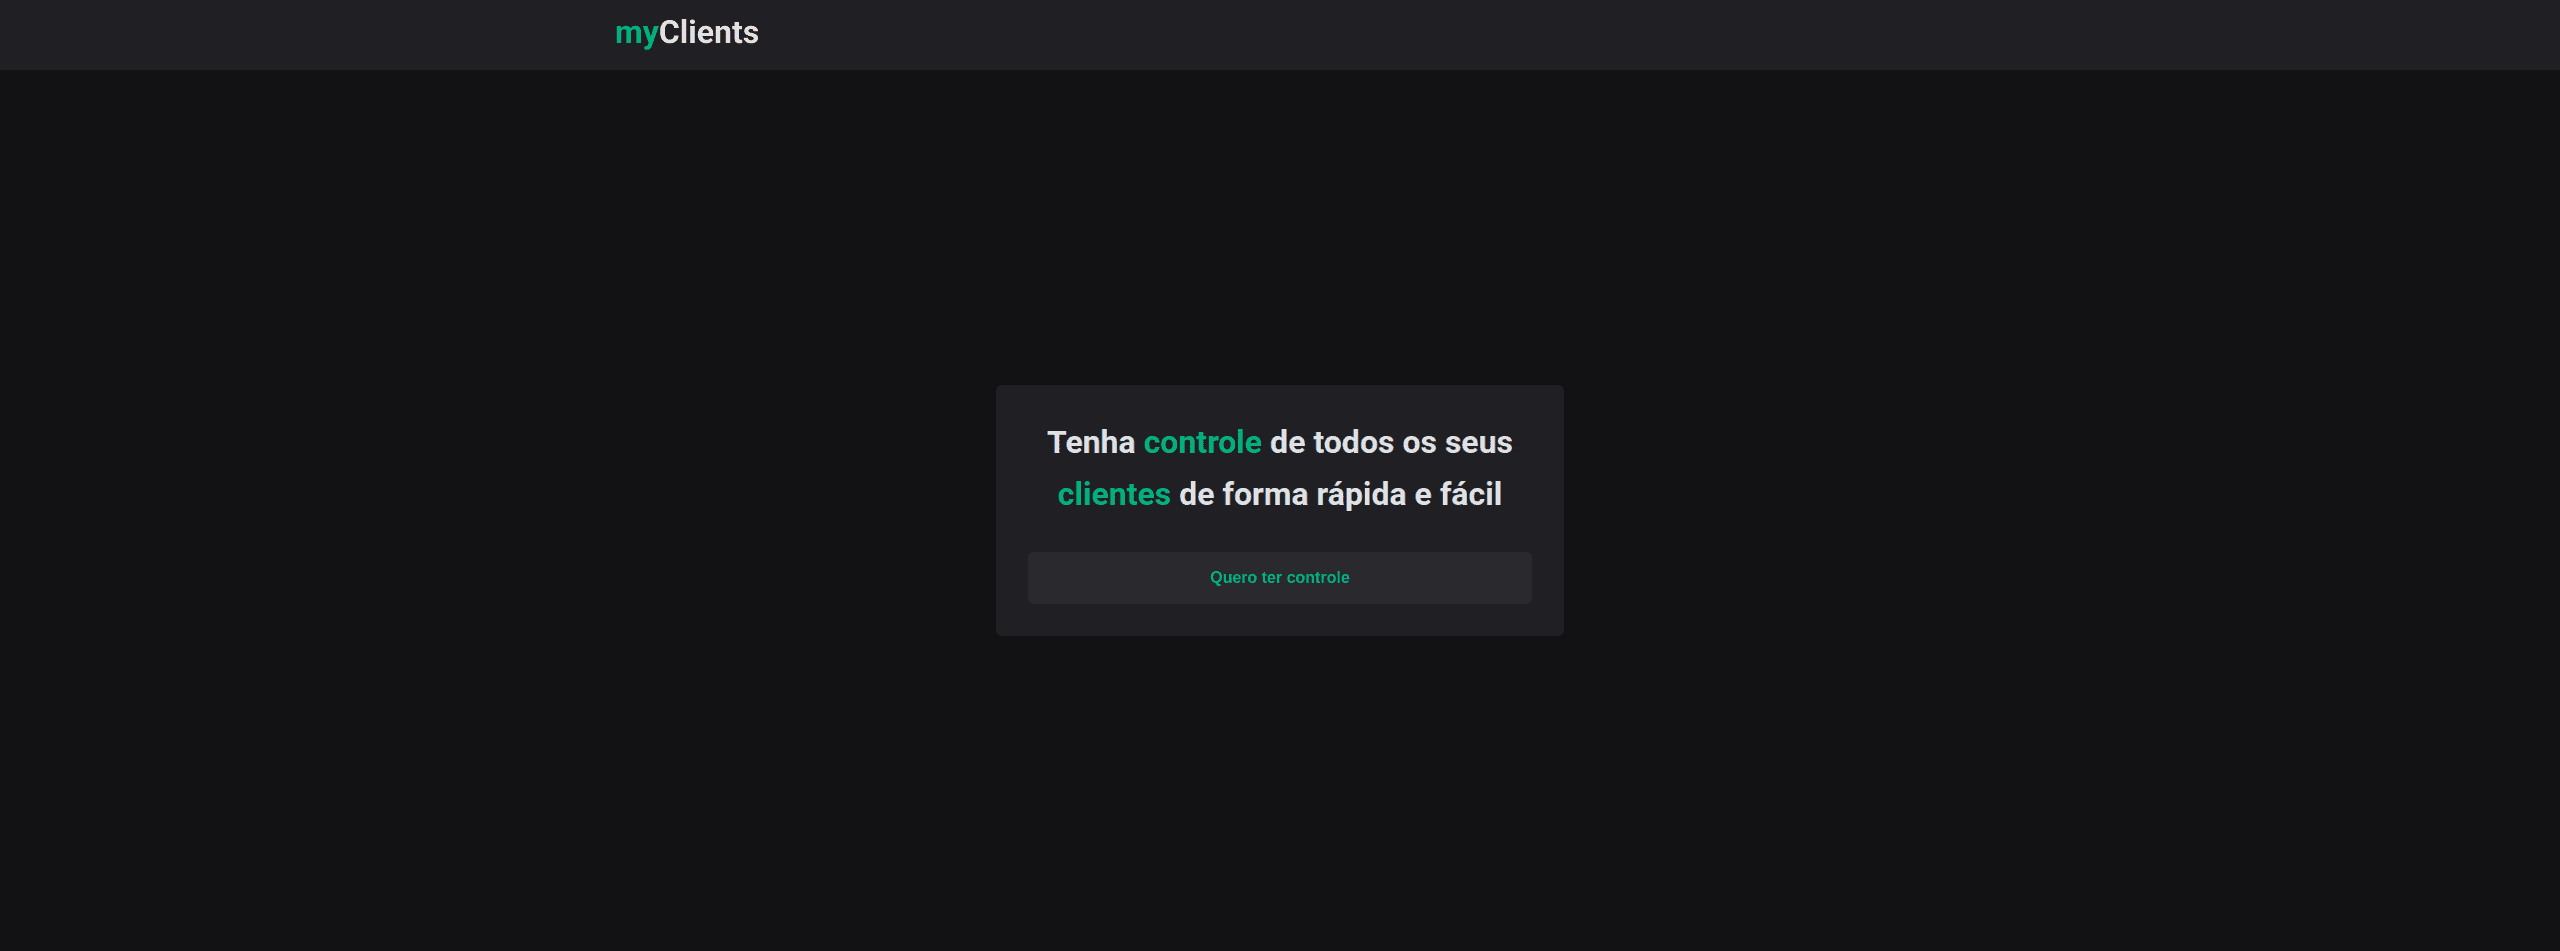 myClients
Tenha controle de todos os seus
clientes de forma rápida e fácil
Quero ter controle